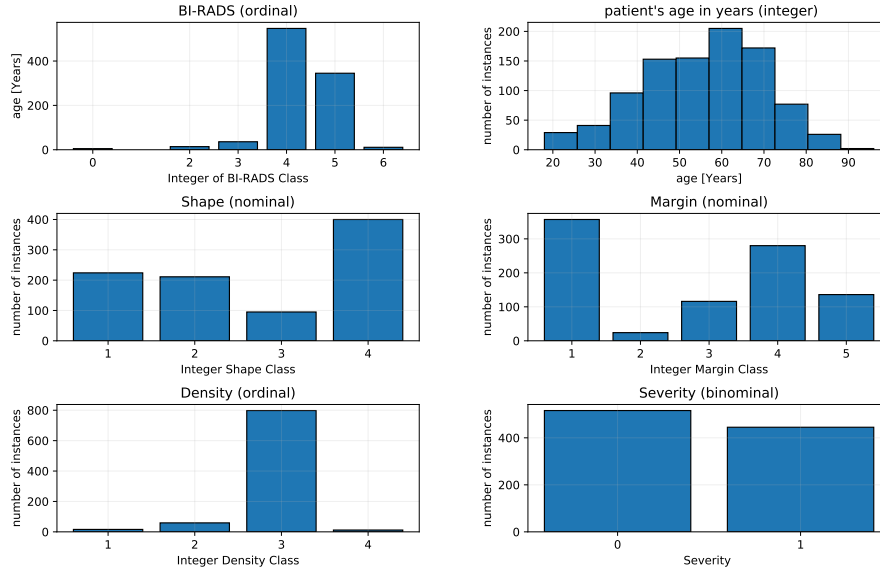 BI-RADS (ordinal)
age [Years]
400
200
0
0 2 3 4 5 6
Integer of BI-RADS Class
patient's age in years (integer)
number of instances
200
150
100
50
0
20 30 40 50 60 70 80 90
age [Years]
Shape (nominal)
number of instances
400
300
200
100
0
1 2 3 4
Integer Shape Class
Margin (nominal)
number of instances
300
200
100
0
1 2 3 4 5
Integer Margin Class
Density (ordinal)
number of instances
800
600
400
200
0
1 2 3 4
Integer Density Class
Severity (binominal)
number of instances
400
200
0
0 1
Severity